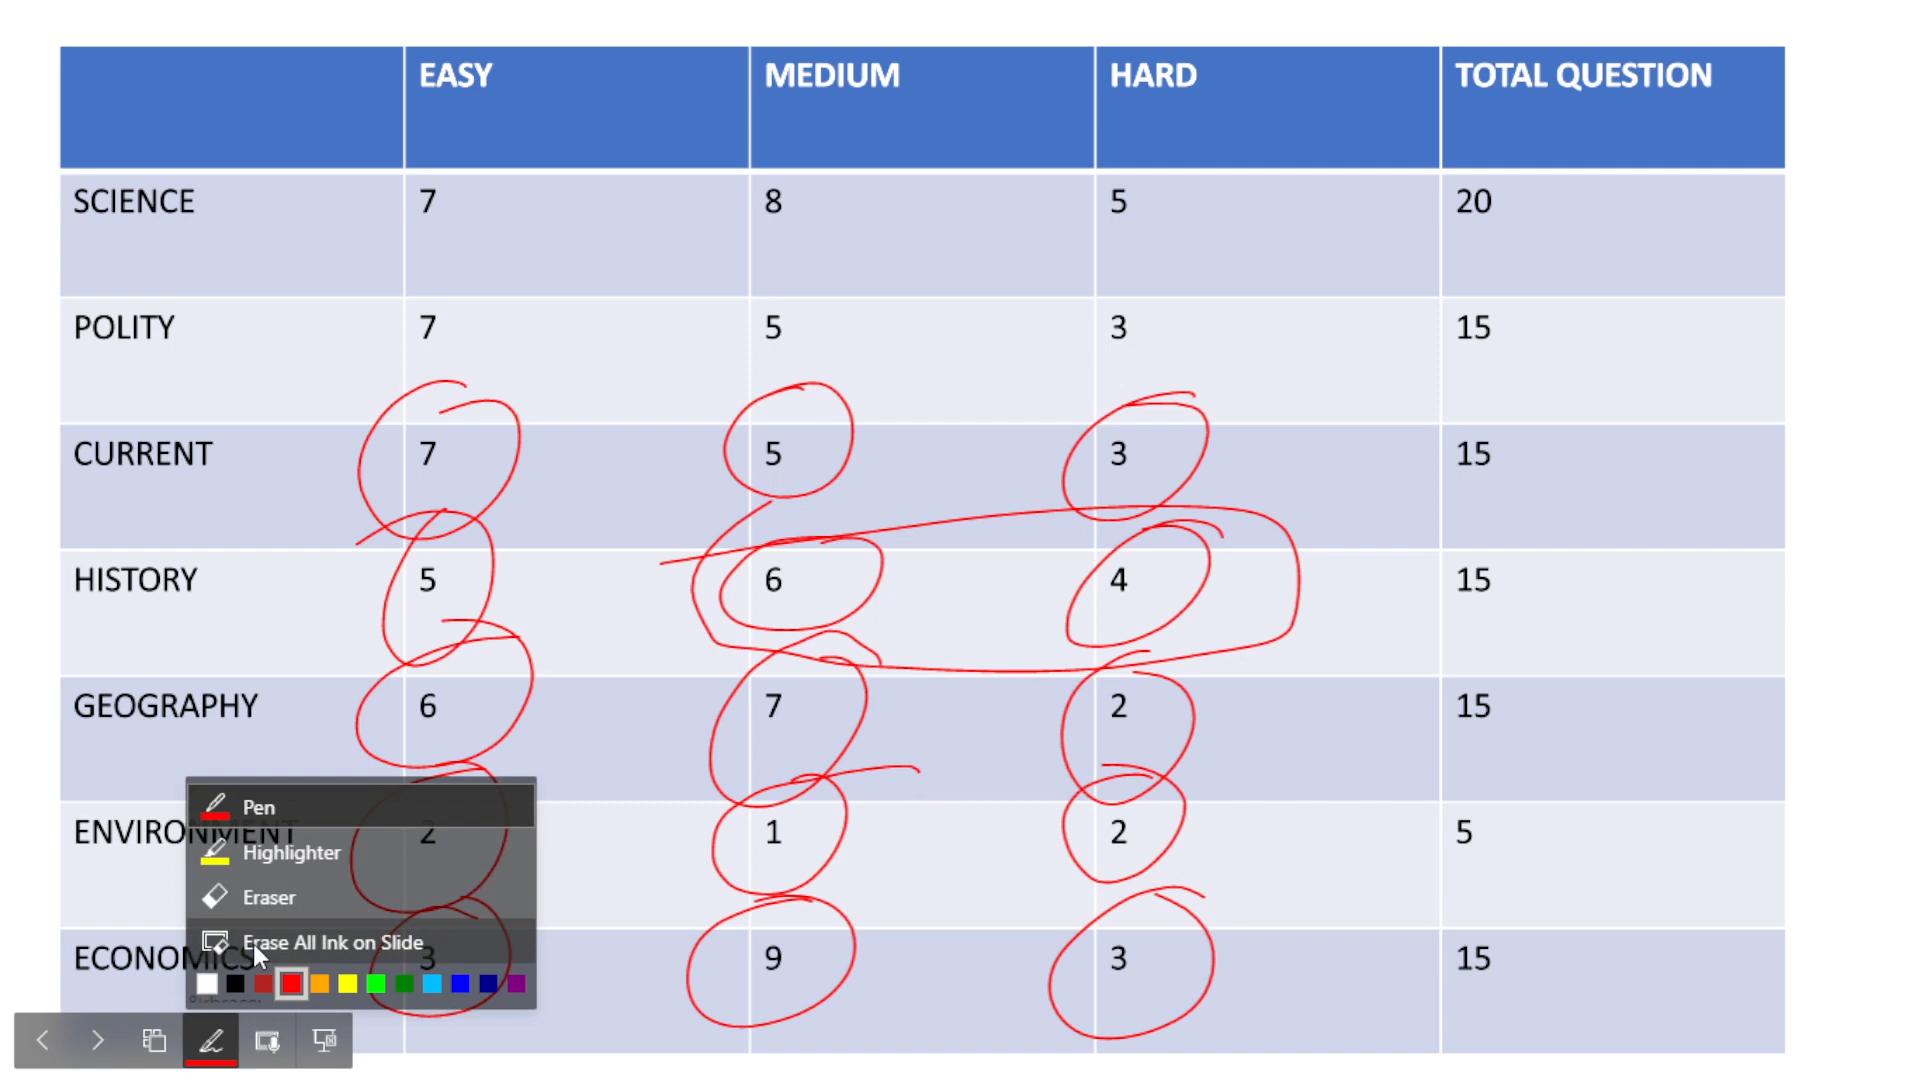 EASY MEDIUM HARD TOTAL QUESTION
SCIENCE 7 8 5 20
POLITY 7 5 3 15
CURRENT 7 5 3 15
HISTORY 5 6 4 15
GEOGRAPHY 6 7 2 15
Pen
ENVIRONMENT 2 1 2 5
Highlighter
Eraser
Erase All Ink on Slide
ECONOMICS 3 9 3 15